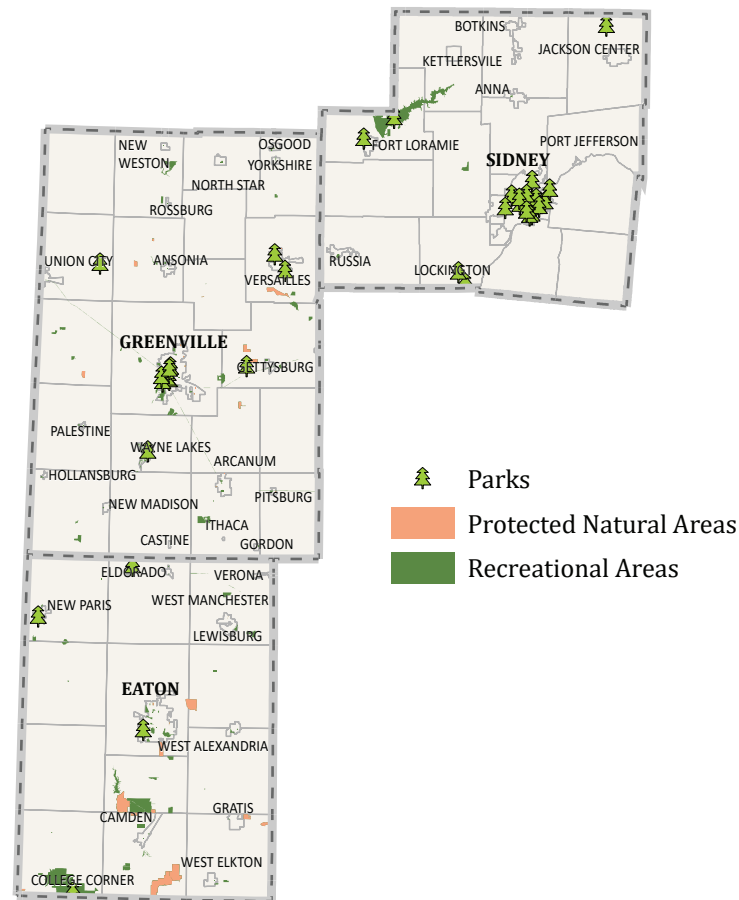 BOTKINS
JACKSON CENTER
KETTLERSVILE
ANNA
FORT LORAMIE
PORT JEFFERSON
SIDNEY
RUSSIA
LOCKINGTON
NEW
WESTON
OSGOOD
YORKSHIRE
NORTH STAR
ROSSBURG
UNION CITY
ANSONIA
VERSAILLES
GREENVILLE
GETTYSBURG
PALESTINE
WAYNE LAKES
ARCANUM
HOLLANSBURG
NEW MADISON
PITSBURG
ITHACA
CASTINE
GORDON
Parks
Protected Natural Areas
Recreational Areas
ELDORADO
VERONA
NEW PARIS
WEST MANCHESTER
LEWISBURG
EATON
WEST ALEXANDRIA
CAMDEN
GRATIS
WEST ELKTON
COLLEGE CORNER